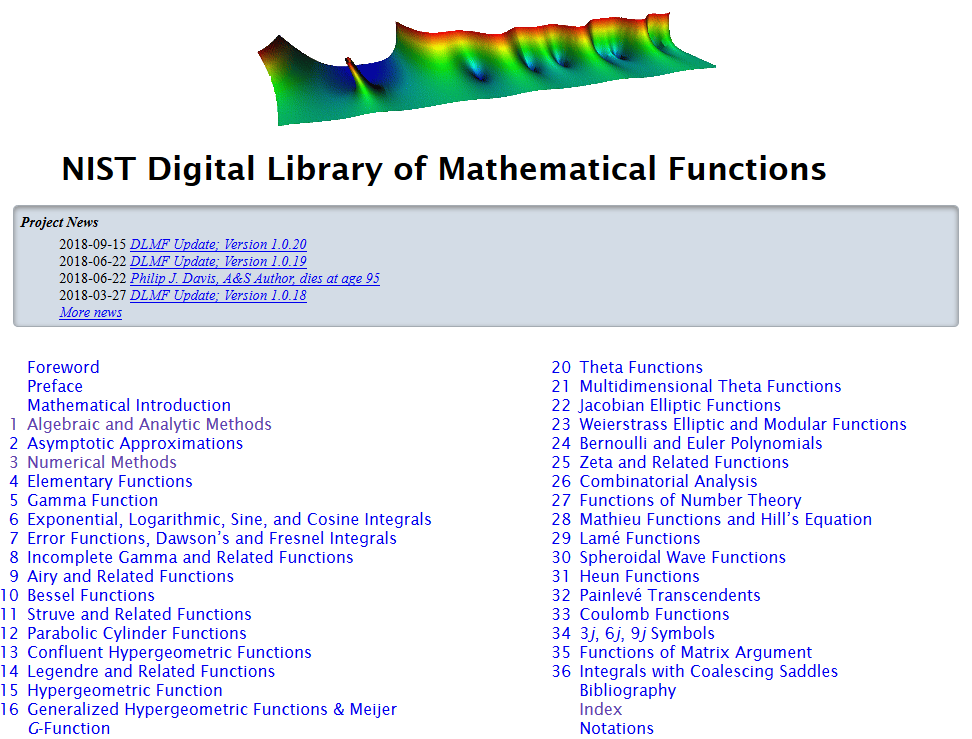 NIST Digital Library of Mathematical Functions
Project News
2018-09-15 DLMF Update; Version 1.0.20
2018-06-22 DLMF Update; Version 1.0.19
2018-06-22 Philip J. Davis, A&S Author, dies at age 95
2018-03-27 DLMF Update; Version 1.0.18
More news
Foreword
Preface
Mathematical Introduction
1 Algebraic and Analytic Methods
2 Asymptotic Approximations
3 Numerical Methods
4 Elementary Functions
5 Gamma Function
6 Exponential, Logarithmic, Sine, and Cosine Integrals
7 Error Functions, Dawson’s and Fresnel Integrals
8 Incomplete Gamma and Related Functions
9 Airy and Related Functions
10 Bessel Functions
11 Struve and Related Functions
12 Parabolic Cylinder Functions
13 Confluent Hypergeometric Functions
14 Legendre and Related Functions
15 Hypergeometric Function
16 Generalized Hypergeometric Functions & Meijer
G-Function
20 Theta Functions
21 Multidimensional Theta Functions
22 Jacobian Elliptic Functions
23 Weierstrass Elliptic and Modular Functions
24 Bernoulli and Euler Polynomials
25 Zeta and Related Functions
26 Combinatorial Analysis
27 Functions of Number Theory
28 Mathieu Functions and Hill’s Equation
29 Lamé Functions
30 Spheroidal Wave Functions
31 Heun Functions
32 Painlevé Transcendents
33 Coulomb Functions
34 3j, 6j, 9j Symbols
35 Functions of Matrix Argument
36 Integrals with Coalescing Saddles
Bibliography
Index
Notations